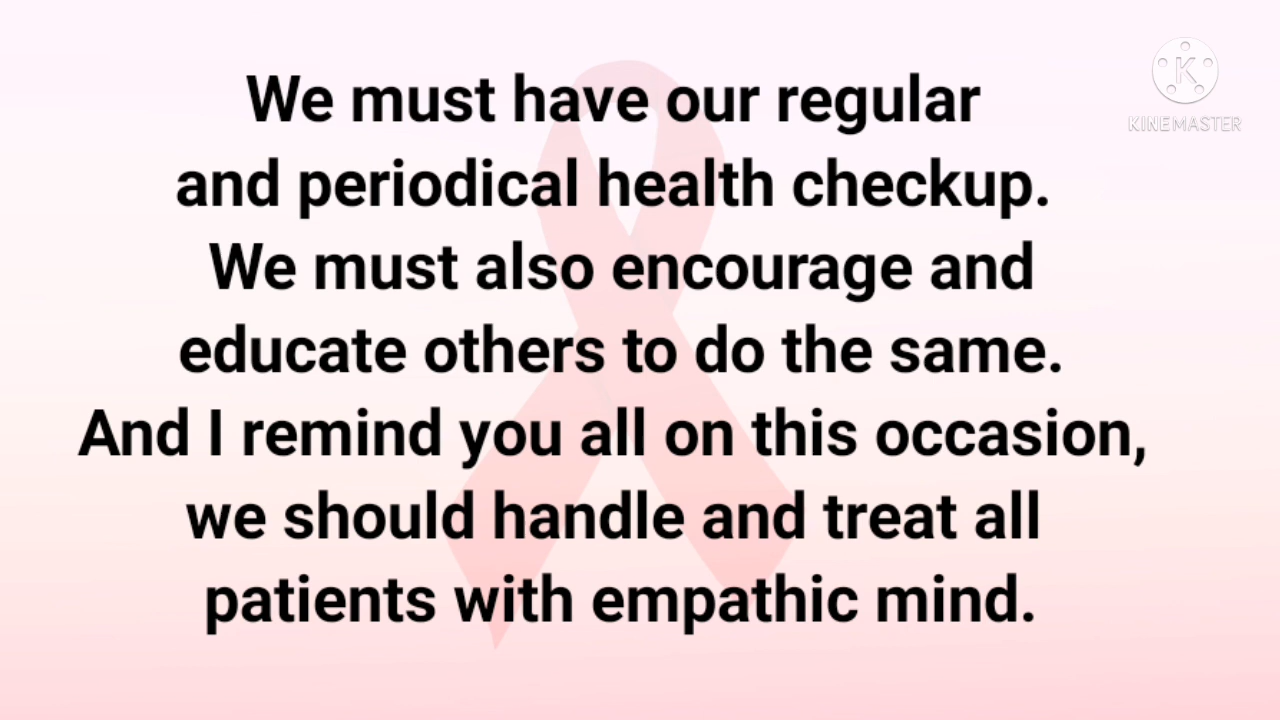 We must have our regular
and periodical health checkup.
We must also encourage and
educate others to do the same.
And I remind you all on this occasion,
we should handle and treat all
patients with empathic mind.
K
KINEMASTER